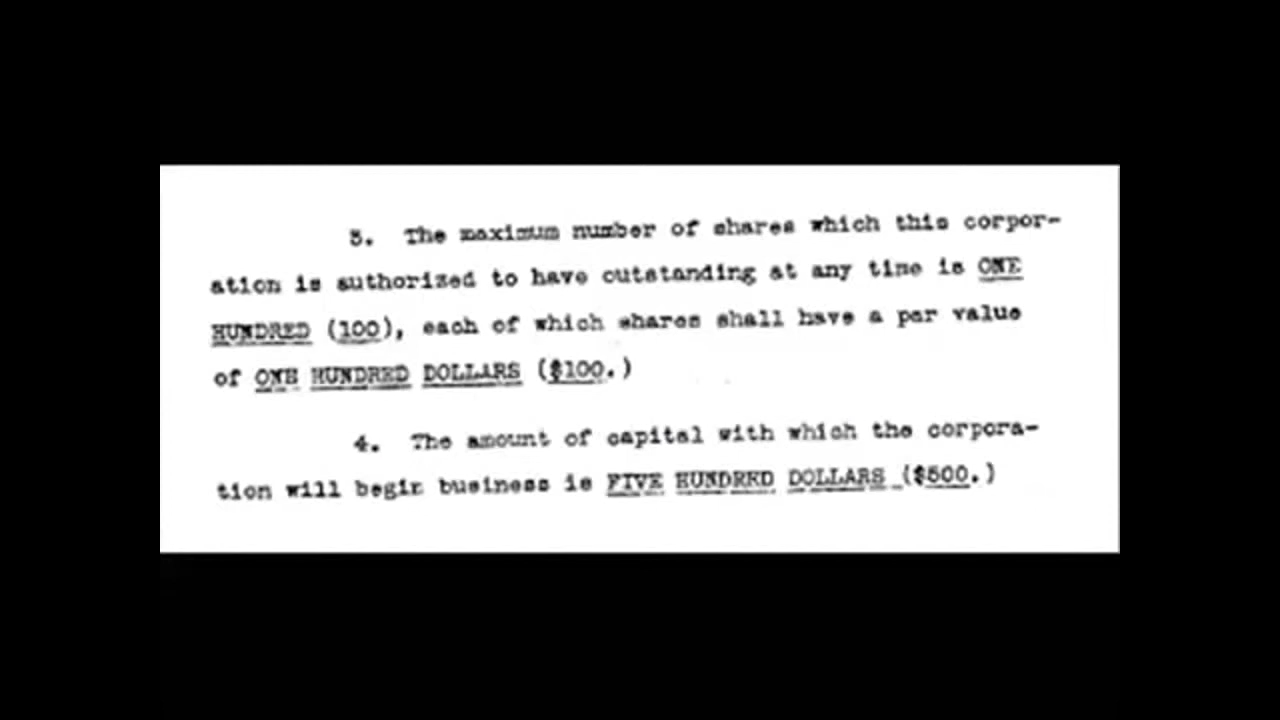 3. The maximum number of shares which this corpor-
ation is authorized to have outstanding at any time is ONE
HUNDRED (100), each of which shares shall have a par value
of ONE HUNDRED DOLLARS ($100.)
4. The amount of capital with which the corpora-
tion will begin business is FIVE HUNDRED DOLLARS ($500.)